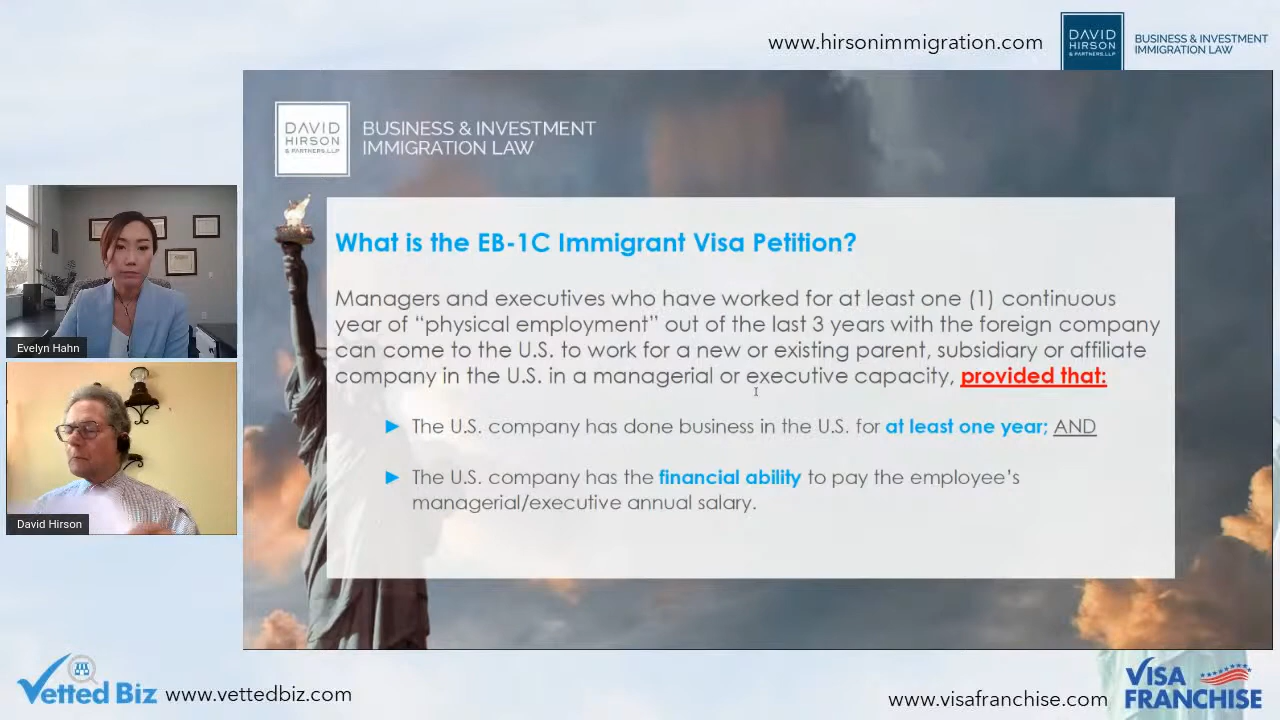 www.hirsonimmigration.com
DAVID
HIRSON
& PARTNERS, LLP
BUSINESS & INVESTMENT
IMMIGRATION LAW
DAVID
HIRSON
& PARTNERS, LLP
BUSINESS & INVESTMENT
IMMIGRATION LAW
What is the EB-1C Immigrant Visa Petition?
Managers and executives who have worked for at least one (1) continuous
year of “physical employment” out of the last 3 years with the foreign company
can come to the U.S. to work for a new or existing parent, subsidiary or affiliate
company in the U.S. in a managerial or executive capacity, provided that:
► The U.S. company has done business in the U.S. for at least one year; AND
► The U.S. company has the financial ability to pay the employee’s
managerial/executive annual salary.
Evelyn Hahn
David Hirson
Vetted Biz
www.vettedbiz.com
www.visafranchise.com
VISA
FRANCHISE